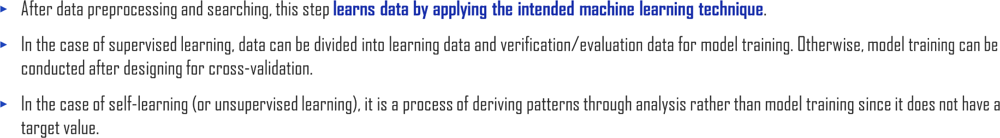 ▸ After data preprocessing and searching, this step learns data by applying the intended machine learning technique.
▸ In the case of supervised learning, data can be divided into learning data and verification/evaluation data for model training. Otherwise, model training can be
conducted after designing for cross-validation.
▸ In the case of self-learning (or unsupervised learning), it is a process of deriving patterns through analysis rather than model training since it does not have a
target value.